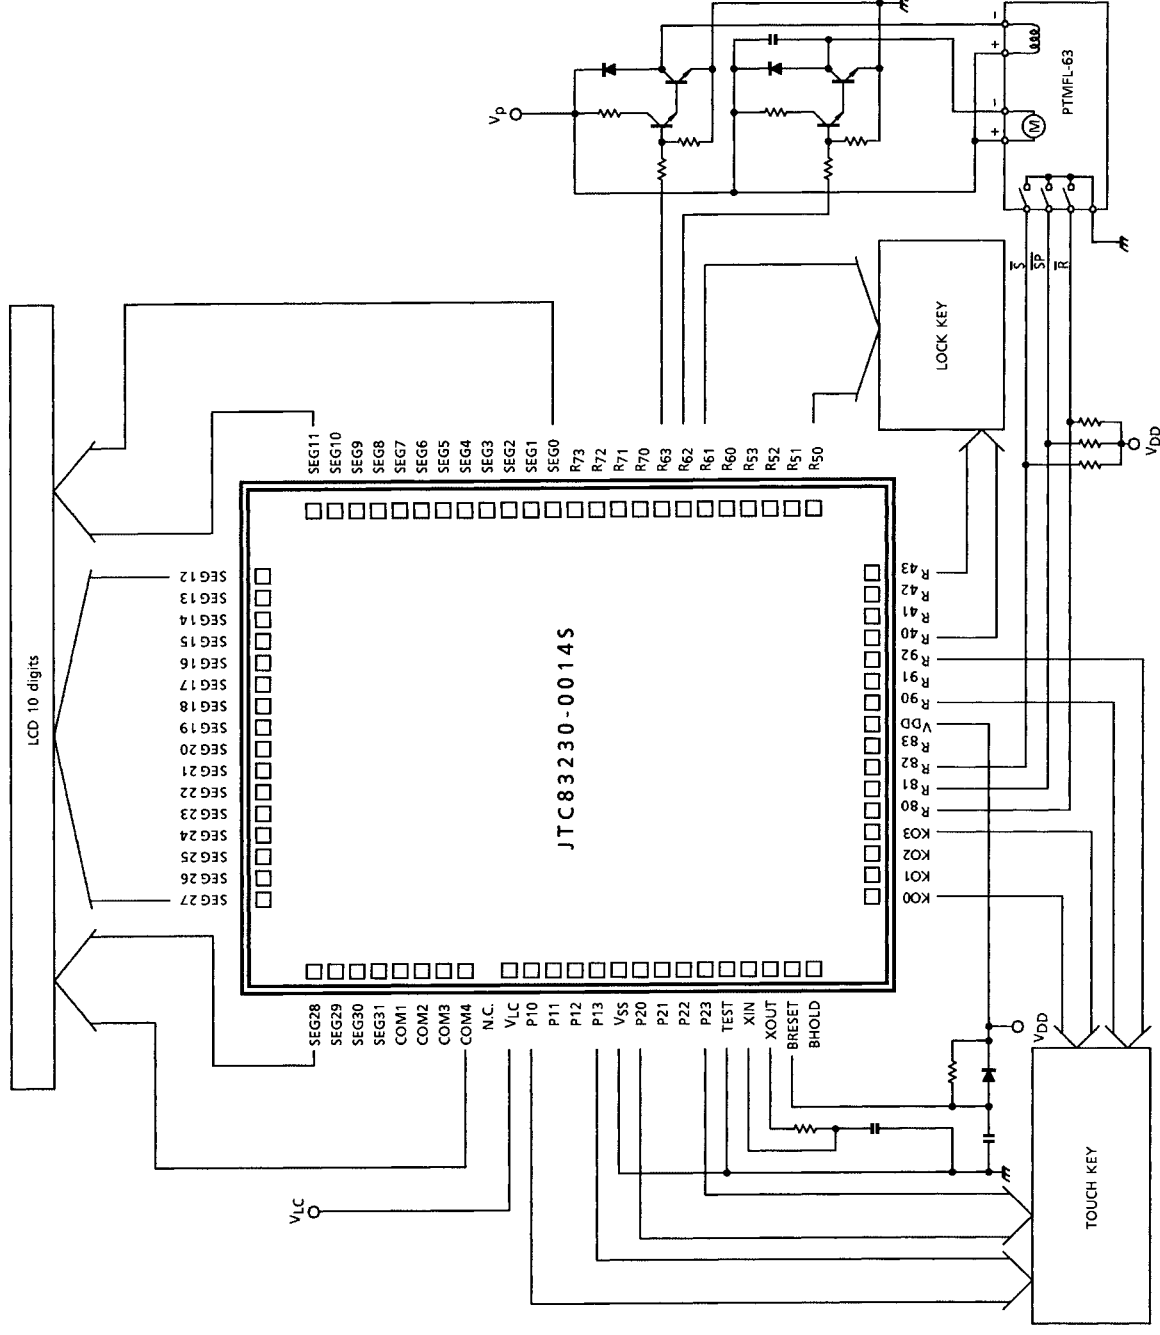 LCD 10 digits
VP
PTMFL-63
-
+
-
+
M
S
SP
R
LOCK KEY
VDD
SEG11
SEG10
SEG9
SEG8
SEG7
SEG6
SEG5
SEG4
SEG3
SEG2
SEG1
SEG0
R73
R72
R71
R70
R63
R62
R61
R60
R53
R52
R51
R50
SEG12
SEG13
SEG14
SEG15
SEG16
SEG17
SEG18
SEG19
SEG20
SEG21
SEG22
SEG23
SEG24
SEG25
SEG26
SEG27
JTC83230-0014S
R43
R42
R41
R40
R92
R91
R90
VDD
R83
R82
R81
R80
KO3
KO2
KO1
KO0
SEG28
SEG29
SEG30
SEG31
COM1
COM2
COM3
COM4
N.C.
VLC
P10
P11
P12
P13
VSS
P20
P21
P22
P23
TEST
XIN
XOUT
BRESET
BHOLD
VDD
VLC
TOUCH KEY